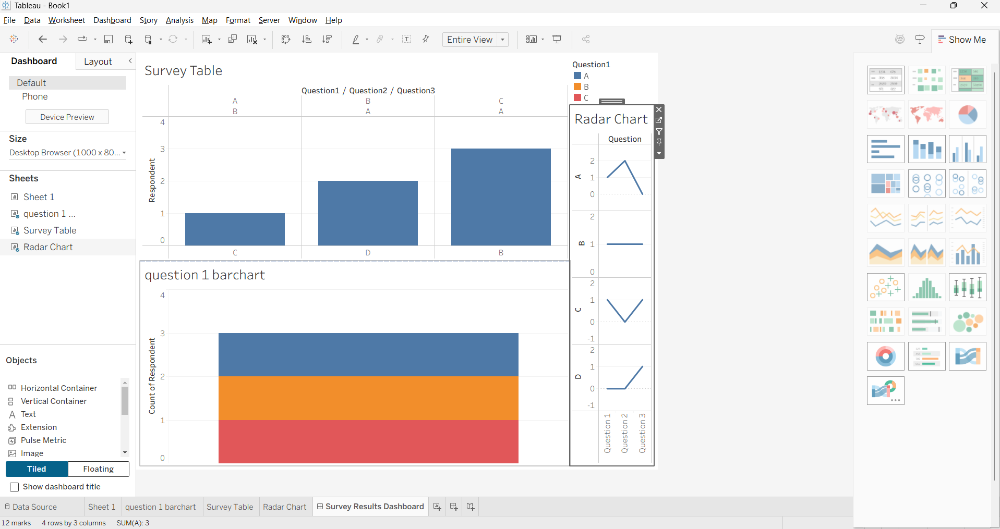 Tableau - Book1
File Data Worksheet Dashboard Story Analysis Map Format Server Window Help
Entire View
Show Me
Dashboard
Layout
Default
Phone
Device Preview
Size
Desktop Browser (1000 x 80...
Sheets
Sheet 1
question 1 ...
Survey Table
Radar Chart
Objects
Horizontal Container
Vertical Container
Text
Extension
Pulse Metric
Image
Tiled Floating
Show dashboard title
Survey Table
Question1 / Question2 / Question3
A B C
B A A
Respondent
4
3
2
1
0
C D B
question 1 barchart
Count of Respondent
4
3
2
1
0
Question1
A
B
C
Radar Chart
Question
A
2
1
0
B
2
1
0
C
2
1
0
-1
D
2
1
0
-1
Question 1
Question 2
Question 3
Data Source Sheet 1 question 1 barchart Survey Table Radar Chart Survey Results Dashboard
12 marks 4 rows by 3 columns SUM(A): 3